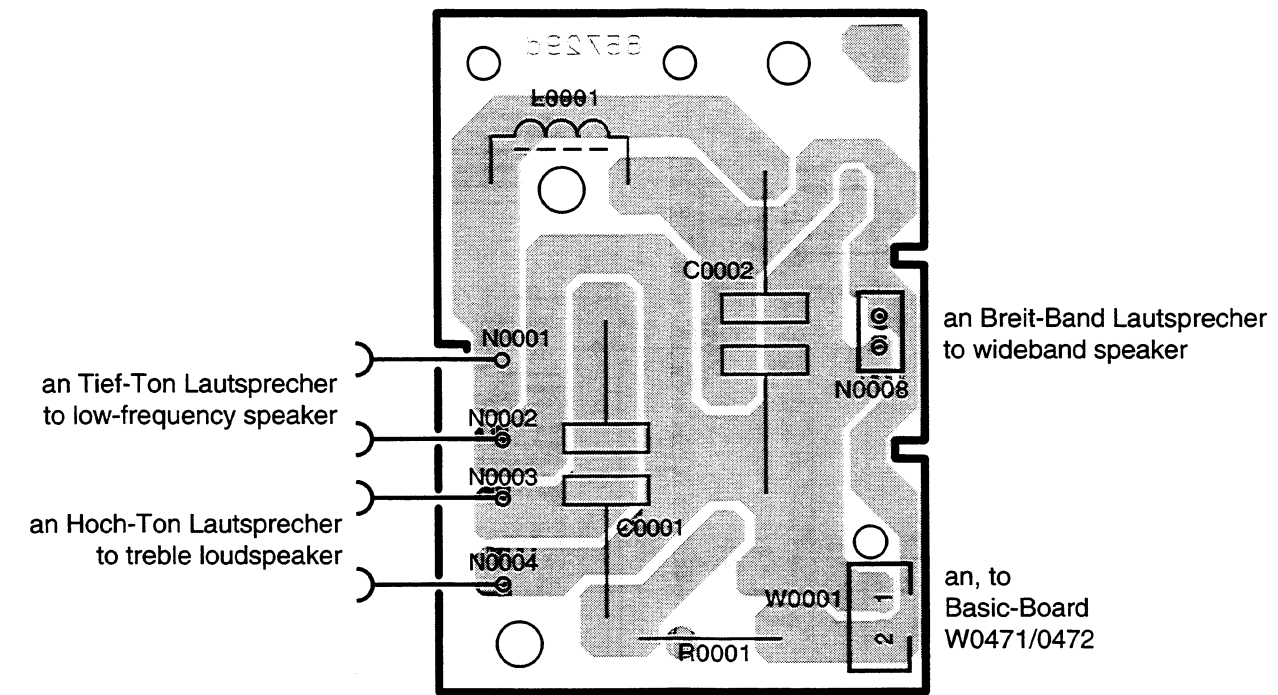 85729d
L0001
C0002
N0001
an Tief-Ton Lautsprecher
to low-frequency speaker
N0002
N0003
an Hoch-Ton Lautsprecher
to treble loudspeaker
N0004
C0001
an Breit-Band Lautsprecher
to wideband speaker
N0008
W0001
1
2
R0001
an, to
Basic-Board
W0471/0472